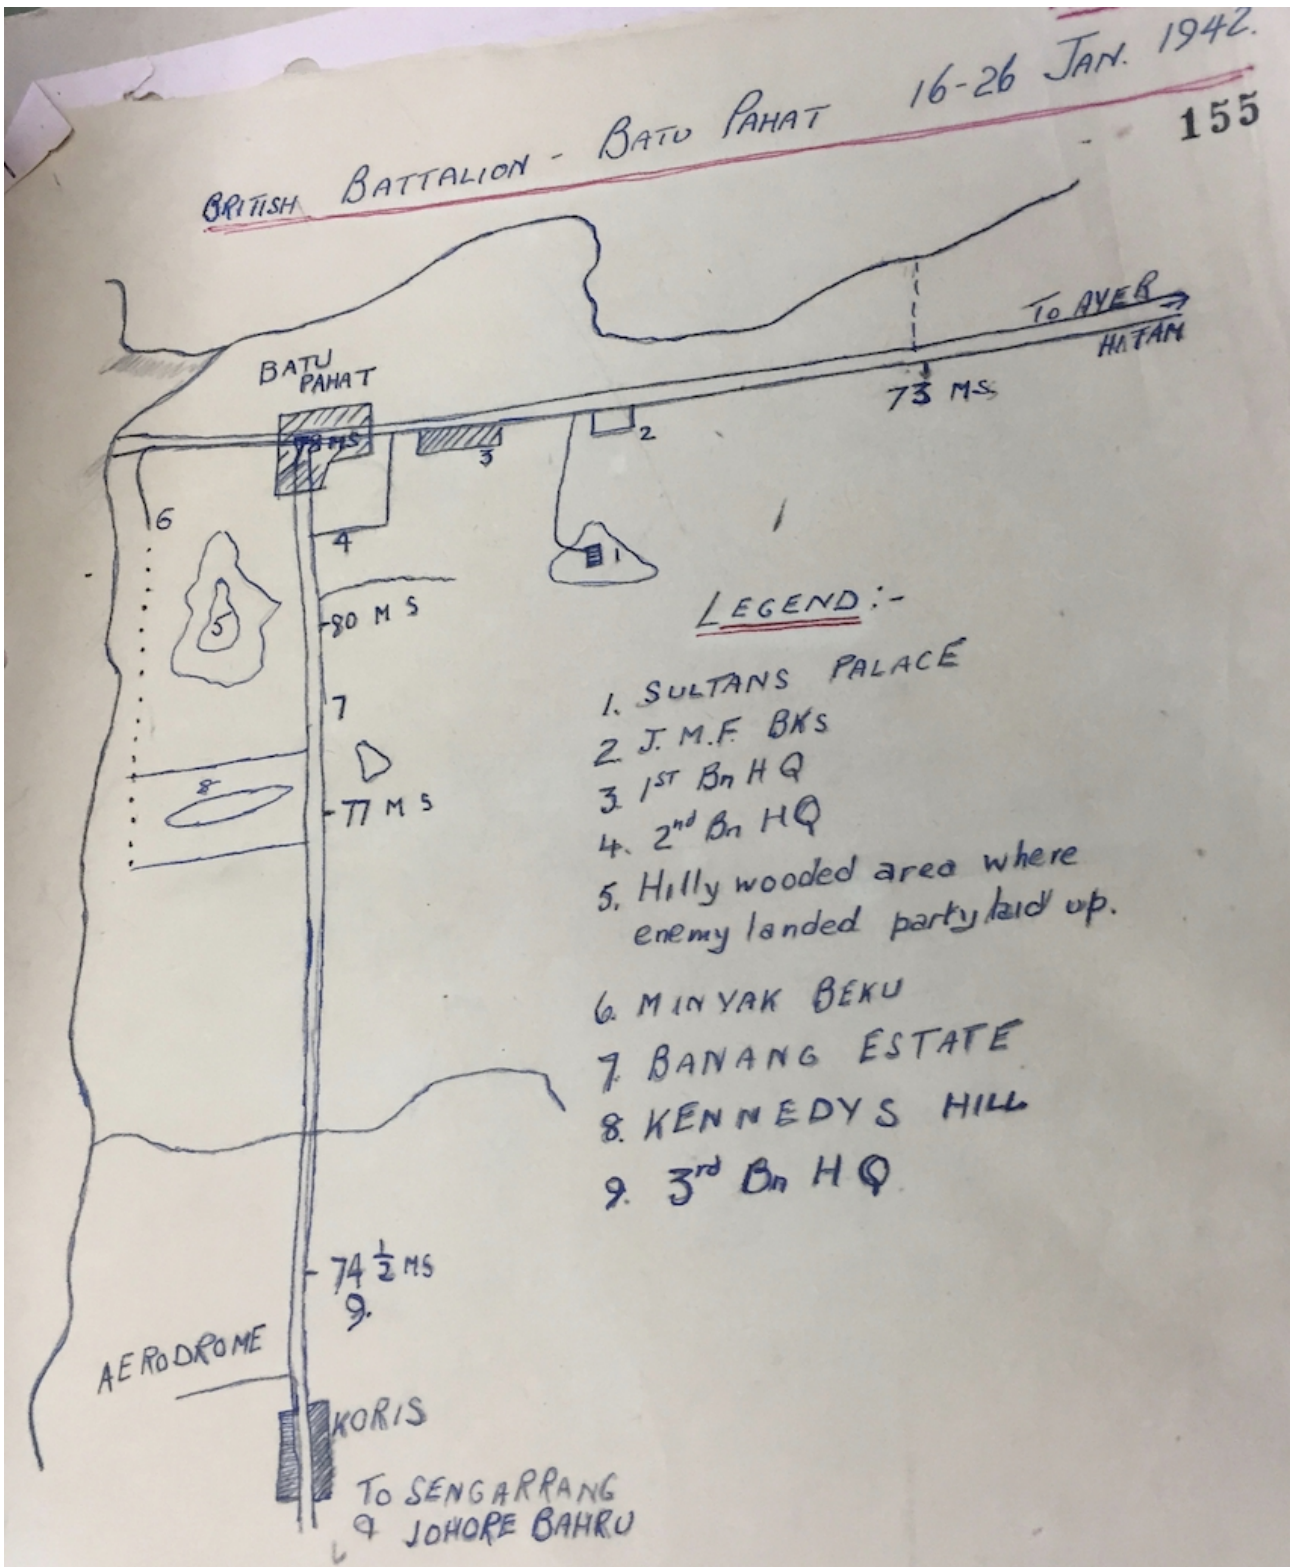 BRITISH BATTALION - BATU PAHAT 16-26 JAN. 1942.
155
TO AYER
HITAM
BATU
PAHAT
73 MS
78 MS
2
3
6
4
1
5
80 M S
LEGEND:-
1. SULTANS PALACE
7
2 J.M.F. BKS
3 1ST Bn H Q
8
77 M S
4. 2nd Bn HQ
5. Hilly wooded area where
enemy landed party laid up.
6. MINYAK BEKU
7. BANANG ESTATE
8. KENNEDYS HILL
9. 3rd Bn H Q
74 1/2 MS
9.
AERODROME
KORIS
TO SENGARRANG
& JOHORE BAHRU